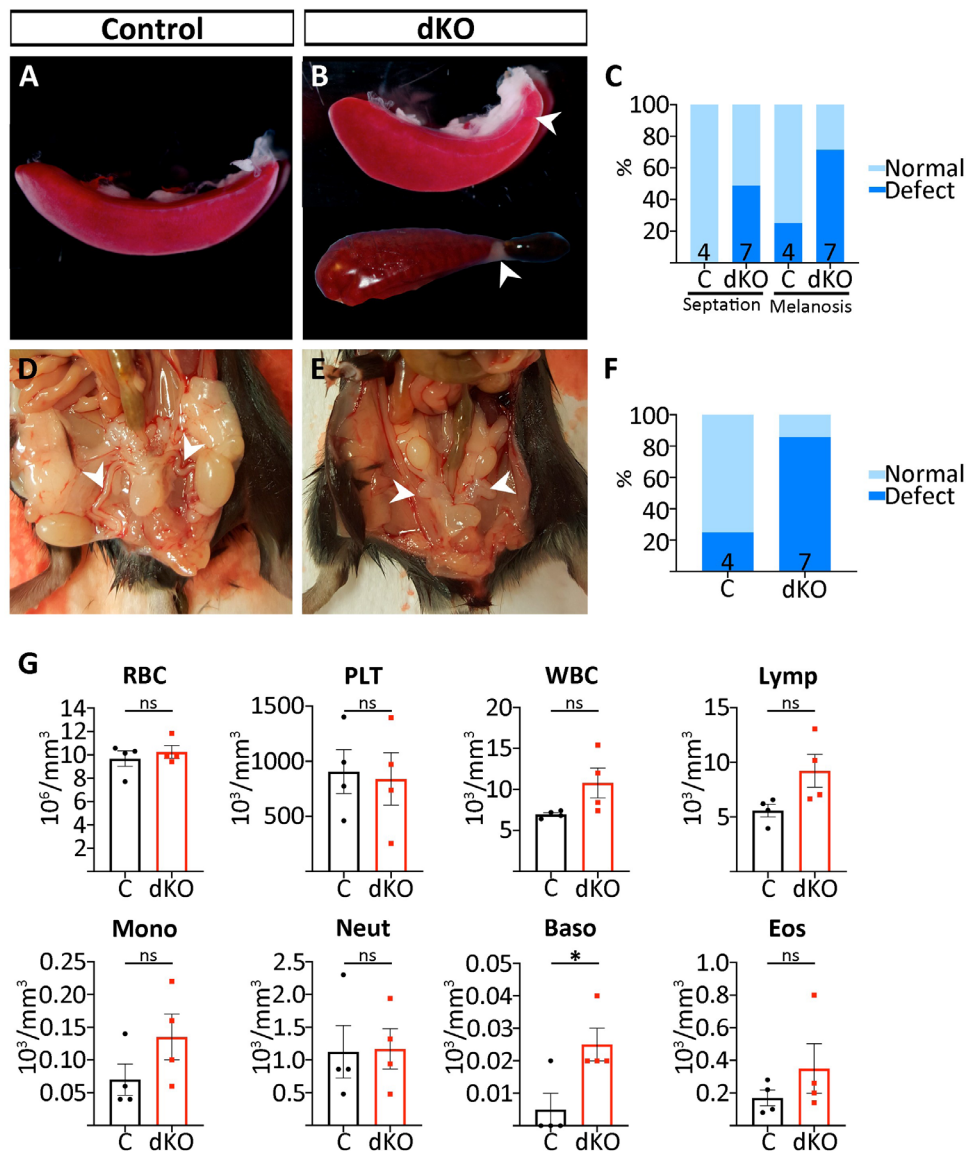 Control dKO
A B C
100
80
60
40
20
%
Normal
Defect
4 7 4 7
C dKO C dKO
Septation Melanosis
D E F
100
80
60
40
20
%
Normal
Defect
4 7
C dKO
G
RBC PLT WBC Lymp
ns ns ns ns
10⁶/mm³
14
12
10
8
6
4
2
C dKO
10³/mm³
1500
1000
500
C dKO
10³/mm³
20
15
10
5
C dKO
10³/mm³
15
10
5
C dKO
Mono Neut Baso Eos
ns ns * ns
10³/mm³
0.25
0.20
0.15
0.10
0.05
C dKO
10³/mm³
2.5
2.0
1.5
1.0
0.5
C dKO
10³/mm³
0.05
0.04
0.03
0.02
0.01
C dKO
10³/mm³
1.0
0.8
0.6
0.4
0.2
C dKO